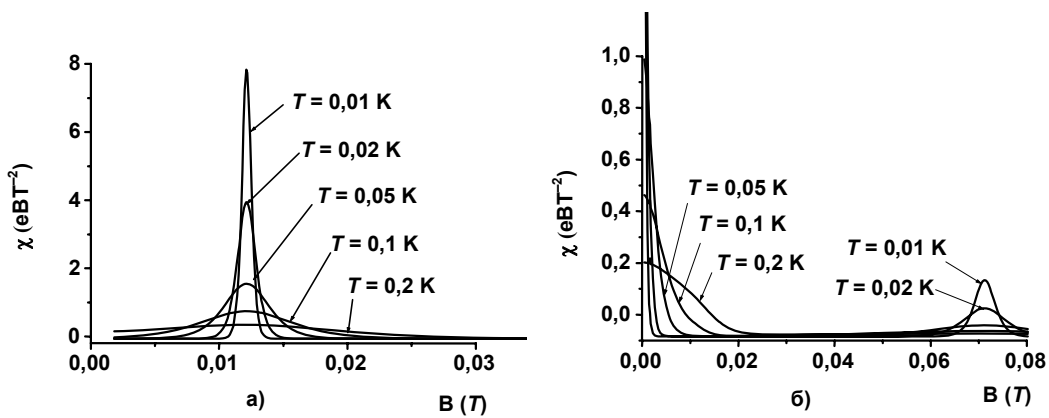 8
6
4
2
0
χ (eBT⁻²)
T = 0,01 K
T = 0,02 K
T = 0,05 K
T = 0,1 K
T = 0,2 K
0,00 0,01 0,02 0,03
а) B (T)
1,0
0,8
0,4
0,2
0,0
χ (eBT⁻²)
T = 0,05 K
T = 0,1 K
T = 0,2 K
T = 0,01 K
T = 0,02 K
0,00 0,02 0,04 0,06 0,08
б) B (T)